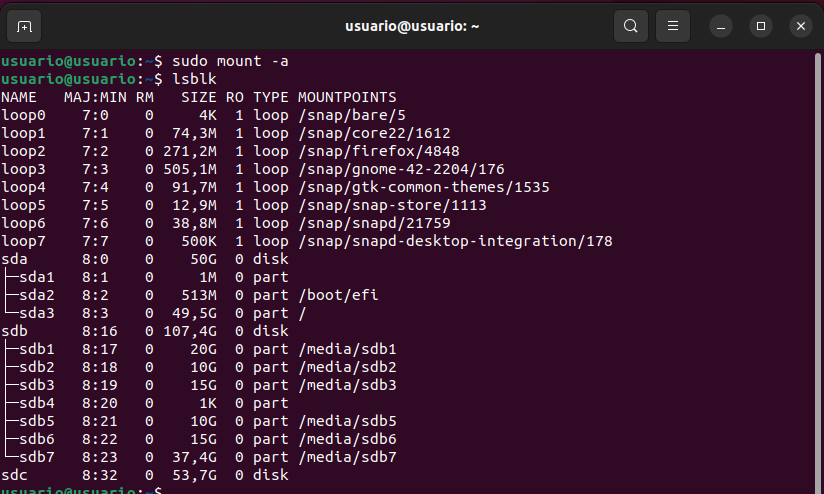 usuario@usuario: ~
usuario@usuario:~$ sudo mount -a
usuario@usuario:~$ lsblk
NAME   MAJ:MIN RM   SIZE RO TYPE MOUNTPOINTS
loop0    7:0    0     4K  1 loop /snap/bare/5
loop1    7:1    0  74,3M  1 loop /snap/core22/1612
loop2    7:2    0 271,2M  1 loop /snap/firefox/4848
loop3    7:3    0 505,1M  1 loop /snap/gnome-42-2204/176
loop4    7:4    0  91,7M  1 loop /snap/gtk-common-themes/1535
loop5    7:5    0  12,9M  1 loop /snap/snap-store/1113
loop6    7:6    0  38,8M  1 loop /snap/snapd/21759
loop7    7:7    0   500K  1 loop /snap/snapd-desktop-integration/178
sda      8:0    0    50G  0 disk
├─sda1   8:1    0     1M  0 part
├─sda2   8:2    0   513M  0 part /boot/efi
└─sda3   8:3    0  49,5G  0 part /
sdb      8:16   0 107,4G  0 disk
├─sdb1   8:17   0    20G  0 part /media/sdb1
├─sdb2   8:18   0    10G  0 part /media/sdb2
├─sdb3   8:19   0    15G  0 part /media/sdb3
├─sdb4   8:20   0     1K  0 part
├─sdb5   8:21   0    10G  0 part /media/sdb5
├─sdb6   8:22   0    15G  0 part /media/sdb6
└─sdb7   8:23   0  37,4G  0 part /media/sdb7
sdc      8:32   0  53,7G  0 disk
usuario@usuario:~$